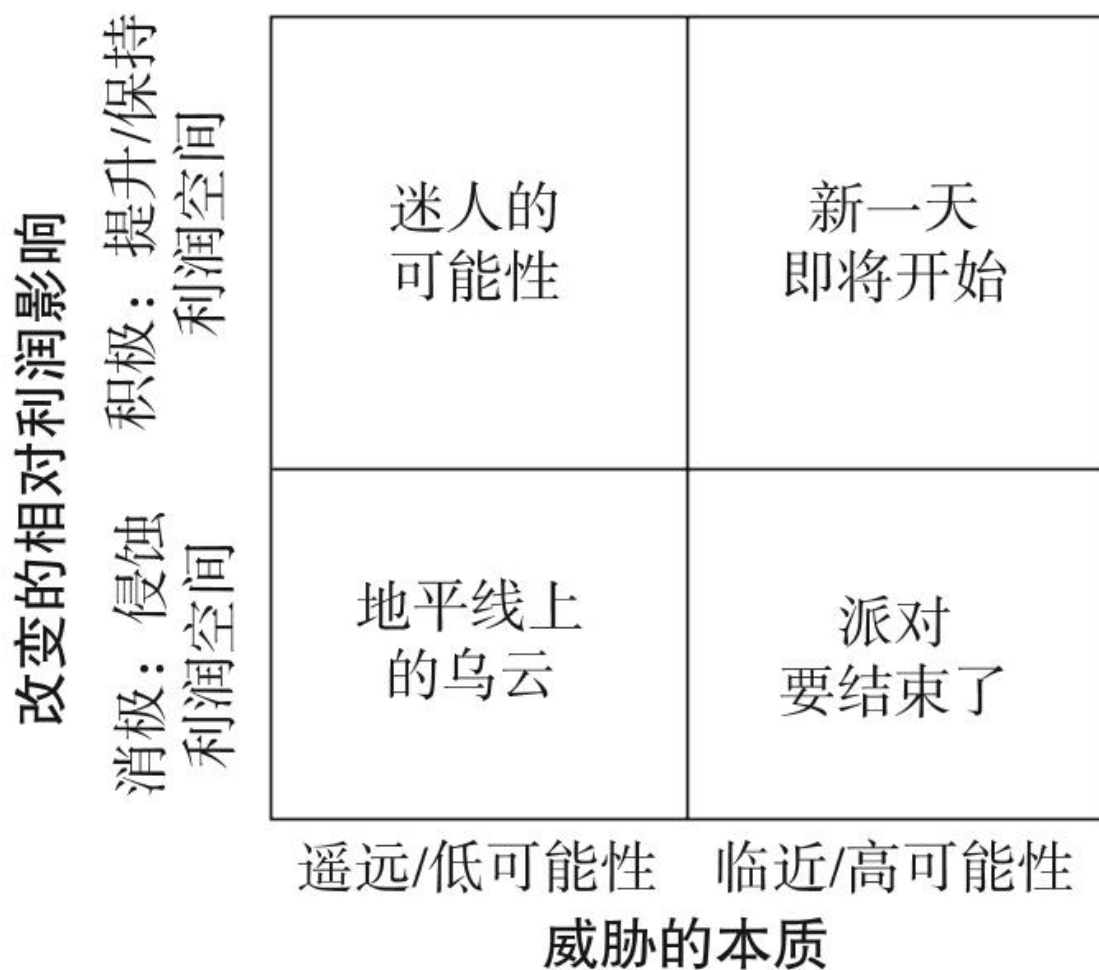 改变的相对利润影响
积极：提升/保持
利润空间
消极：侵蚀
利润空间
迷人的
可能性
新一天
即将开始
地平线上
的乌云
派对
要结束了
遥远/低可能性
临近/高可能性
威胁的本质